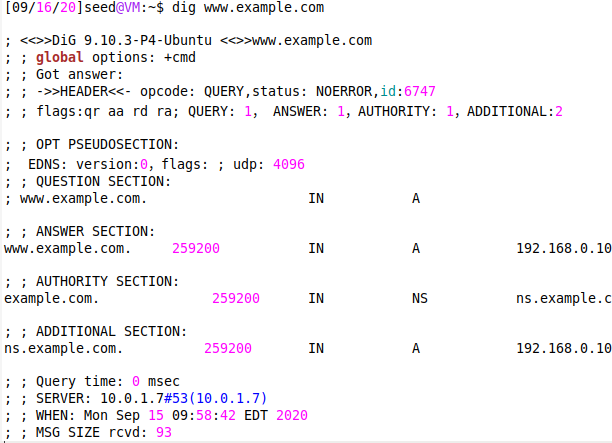 [09/16/20]seed@VM:~$ dig www.example.com
; <<>>DiG 9.10.3-P4-Ubuntu <<>>www.example.com
; ; global options: +cmd
; ; Got answer:
; ; ->>HEADER<<- opcode: QUERY,status: NOERROR,id:6747
; ; flags:qr aa rd ra; QUERY: 1, ANSWER: 1, AUTHORITY: 1, ADDITIONAL:2
; ; OPT PSEUDOSECTION:
; EDNS: version:0, flags: ; udp: 4096
; ; QUESTION SECTION:
; www.example.com. IN A
; ; ANSWER SECTION:
www.example.com. 259200 IN A 192.168.0.10
; ; AUTHORITY SECTION:
example.com. 259200 IN NS ns.example.c
; ; ADDITIONAL SECTION:
ns.example.com. 259200 IN A 192.168.0.10
; ; Query time: 0 msec
; ; SERVER: 10.0.1.7#53(10.0.1.7)
; ; WHEN: Mon Sep 15 09:58:42 EDT 2020
; ; MSG SIZE rcvd: 93